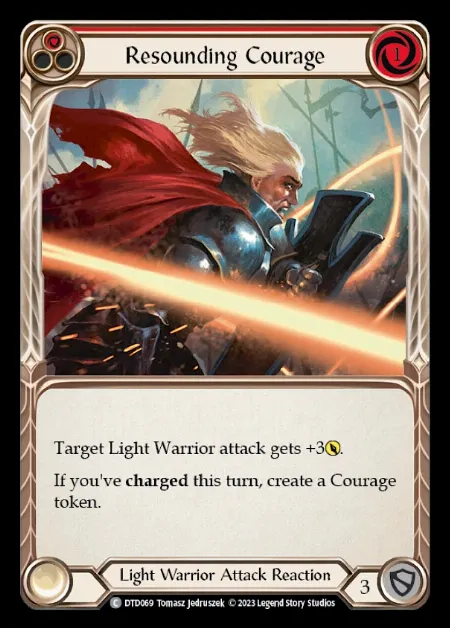 Resounding Courage
1
Target Light Warrior attack gets +3.
If you've charged this turn, create a Courage
token.
Light Warrior Attack Reaction
3
C DTD069 Tomasz Jedruszek © 2023 Legend Story Studios